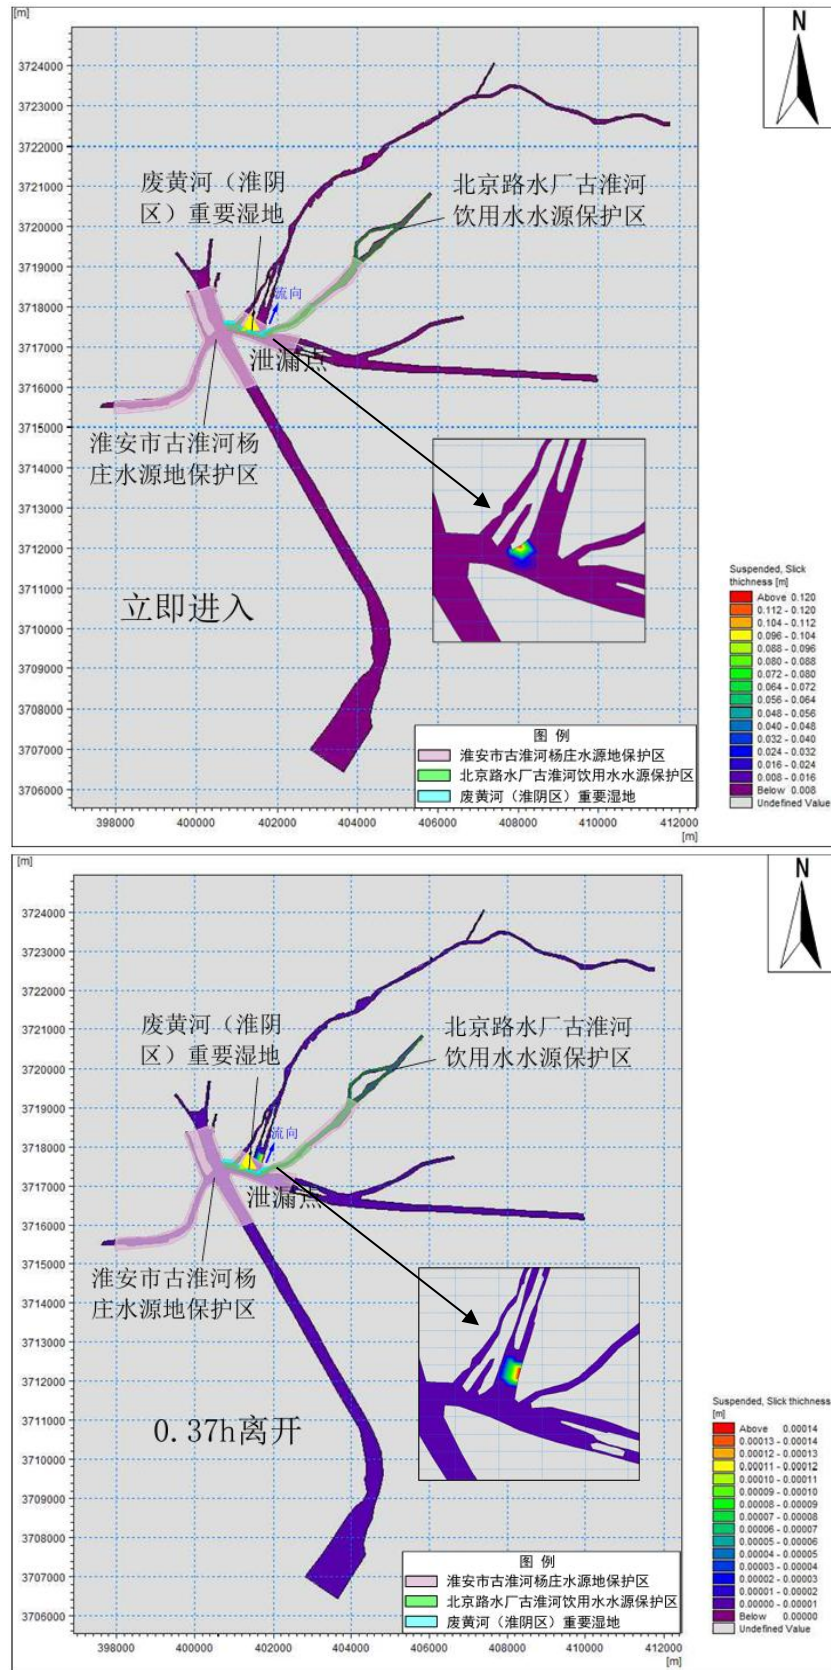 [m]
N
3724000
3723000
3722000
3721000
3720000
3719000
3718000
3717000
3716000
3715000
3714000
3713000
3712000
3711000
3710000
3709000
3708000
3707000
3706000
废黄河（淮阴
区）重要湿地
北京路水厂古淮河
饮用水水源保护区
流向
泄漏点
淮安市古淮河杨
庄水源地保护区
立即进入
图 例
淮安市古淮河杨庄水源地保护区
北京路水厂古淮河饮用水水源保护区
废黄河（淮阴区）重要湿地
398000 400000 402000 404000 406000 408000 410000 412000
[m]
Suspended, Slick
thickness [m]
Above 0.120
0.112 - 0.120
0.104 - 0.112
0.096 - 0.104
0.088 - 0.096
0.080 - 0.088
0.072 - 0.080
0.064 - 0.072
0.056 - 0.064
0.048 - 0.056
0.040 - 0.048
0.032 - 0.040
0.024 - 0.032
0.016 - 0.024
0.008 - 0.016
Below 0.008
Undefined Value
[m]
N
3724000
3723000
3722000
3721000
3720000
3719000
3718000
3717000
3716000
3715000
3714000
3713000
3712000
3711000
3710000
3709000
3708000
3707000
3706000
废黄河（淮阴
区）重要湿地
北京路水厂古淮河
饮用水水源保护区
流向
泄漏点
淮安市古淮河杨
庄水源地保护区
0.37h离开
图 例
淮安市古淮河杨庄水源地保护区
北京路水厂古淮河饮用水水源保护区
废黄河（淮阴区）重要湿地
398000 400000 402000 404000 406000 408000 410000 412000
[m]
Suspended, Slick thickness
[m]
Above 0.00014
0.00013 - 0.00014
0.00012 - 0.00013
0.00011 - 0.00012
0.00010 - 0.00011
0.00009 - 0.00010
0.00008 - 0.00009
0.00007 - 0.00008
0.00006 - 0.00007
0.00005 - 0.00006
0.00004 - 0.00005
0.00003 - 0.00004
0.00002 - 0.00003
0.00001 - 0.00002
0.00000 - 0.00001
Below 0.00000
Undefined Value